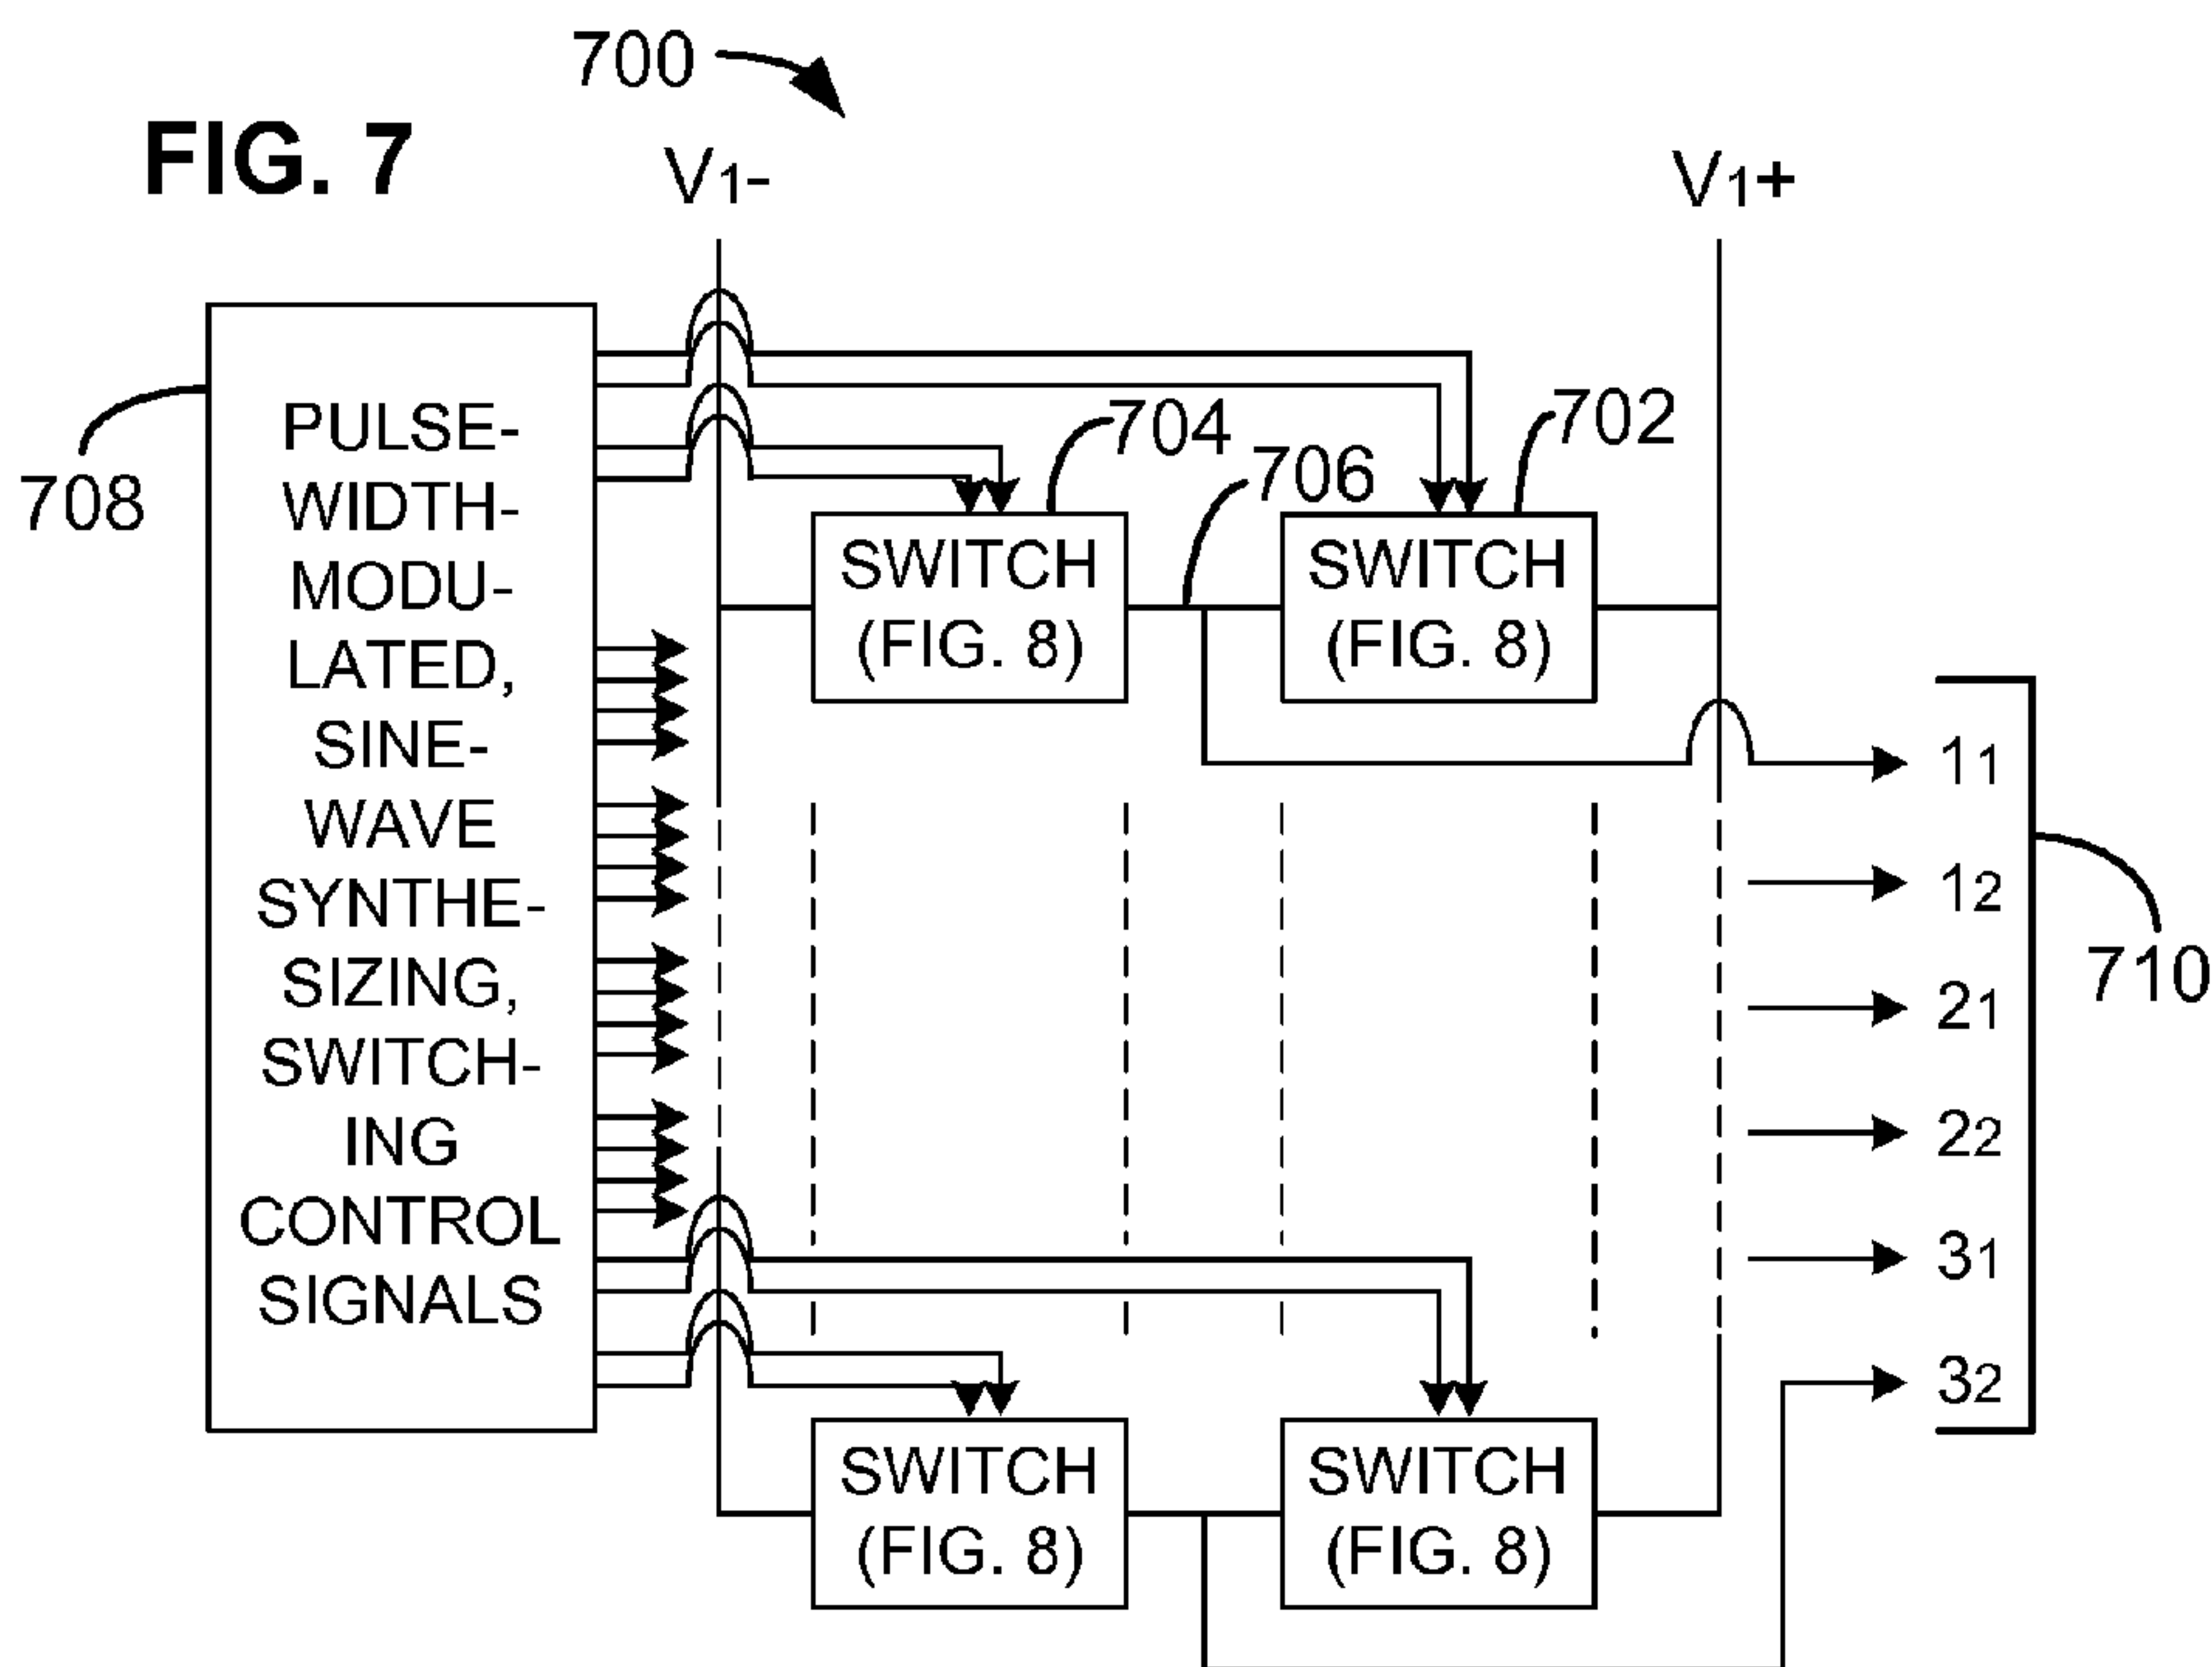 700
FIG. 7
V1-
V1+
708
PULSE-
WIDTH-
MODU-
LATED,
SINE-
WAVE
SYNTHE-
SIZING,
SWITCH-
ING
CONTROL
SIGNALS
704
706
702
SWITCH
(FIG. 8)
SWITCH
(FIG. 8)
11
12
21
22
31
32
710
SWITCH
(FIG. 8)
SWITCH
(FIG. 8)